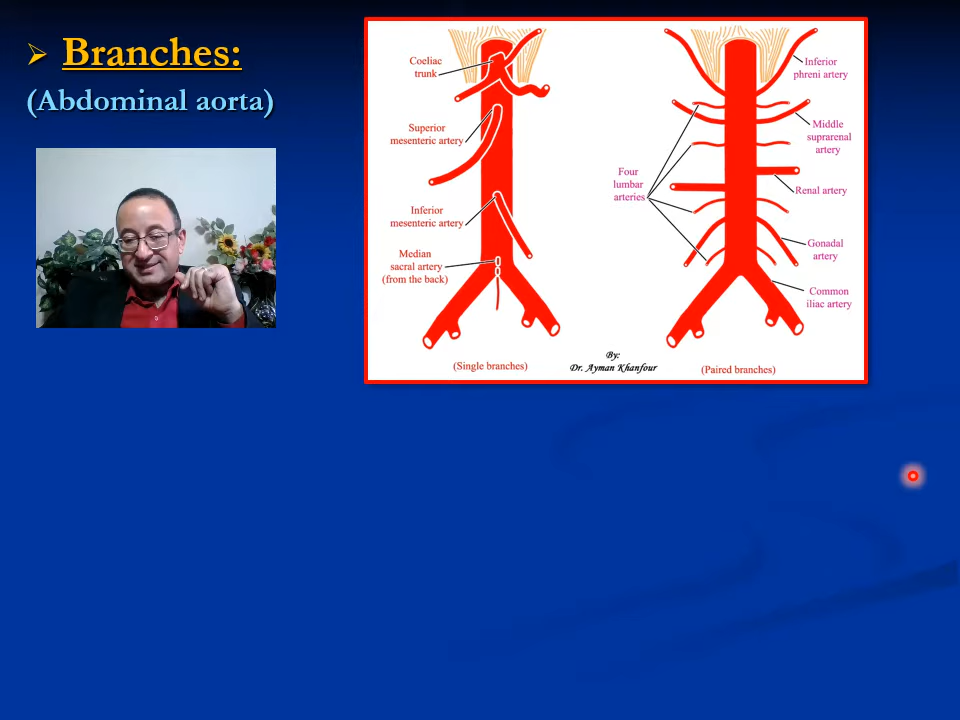 Branches:
(Abdominal aorta)
Coeliac
trunk
Superior
mesenteric artery
Inferior
mesenteric artery
Median
sacral artery
(from the back)
(Single branches)
By:
Dr. Ayman Khanfour
Inferior
phreni artery
Middle
suprarenal
artery
Four
lumbar
arteries
Renal artery
Gonadal
artery
Common
iliac artery
(Paired branches)